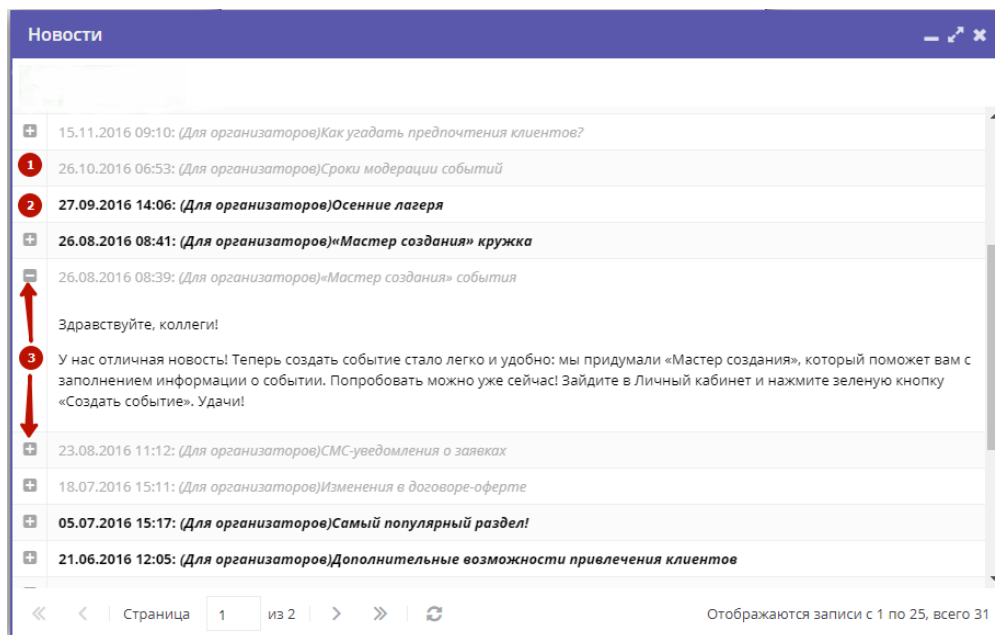 Новости
15.11.2016 09:10: (Для организаторов)Как угадать предпочтения клиентов?
1
26.10.2016 06:53: (Для организаторов)Сроки модерации событий
2
27.09.2016 14:06: (Для организаторов)Осенние лагеря
26.08.2016 08:41: (Для организаторов)«Мастер создания» кружка
26.08.2016 08:39: (Для организаторов)«Мастер создания» события
Здравствуйте, коллеги!
3
У нас отличная новость! Теперь создать событие стало легко и удобно: мы придумали «Мастер создания», который поможет вам с
заполнением информации о событии. Попробовать можно уже сейчас! Зайдите в Личный кабинет и нажмите зеленую кнопку
«Создать событие». Удачи!
23.08.2016 11:12: (Для организаторов)СМС-уведомления о заявках
18.07.2016 15:11: (Для организаторов)Изменения в договоре-оферте
05.07.2016 15:17: (Для организаторов)Самый популярный раздел!
21.06.2016 12:05: (Для организаторов)Дополнительные возможности привлечения клиентов
Страница 1 из 2
Отображаются записи с 1 по 25, всего 31